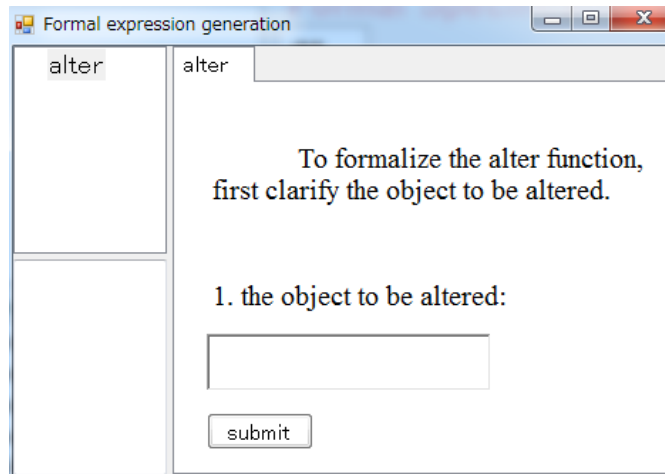 Formal expression generation
alter
alter
To formalize the alter function,
first clarify the object to be altered.
1. the object to be altered:
submit